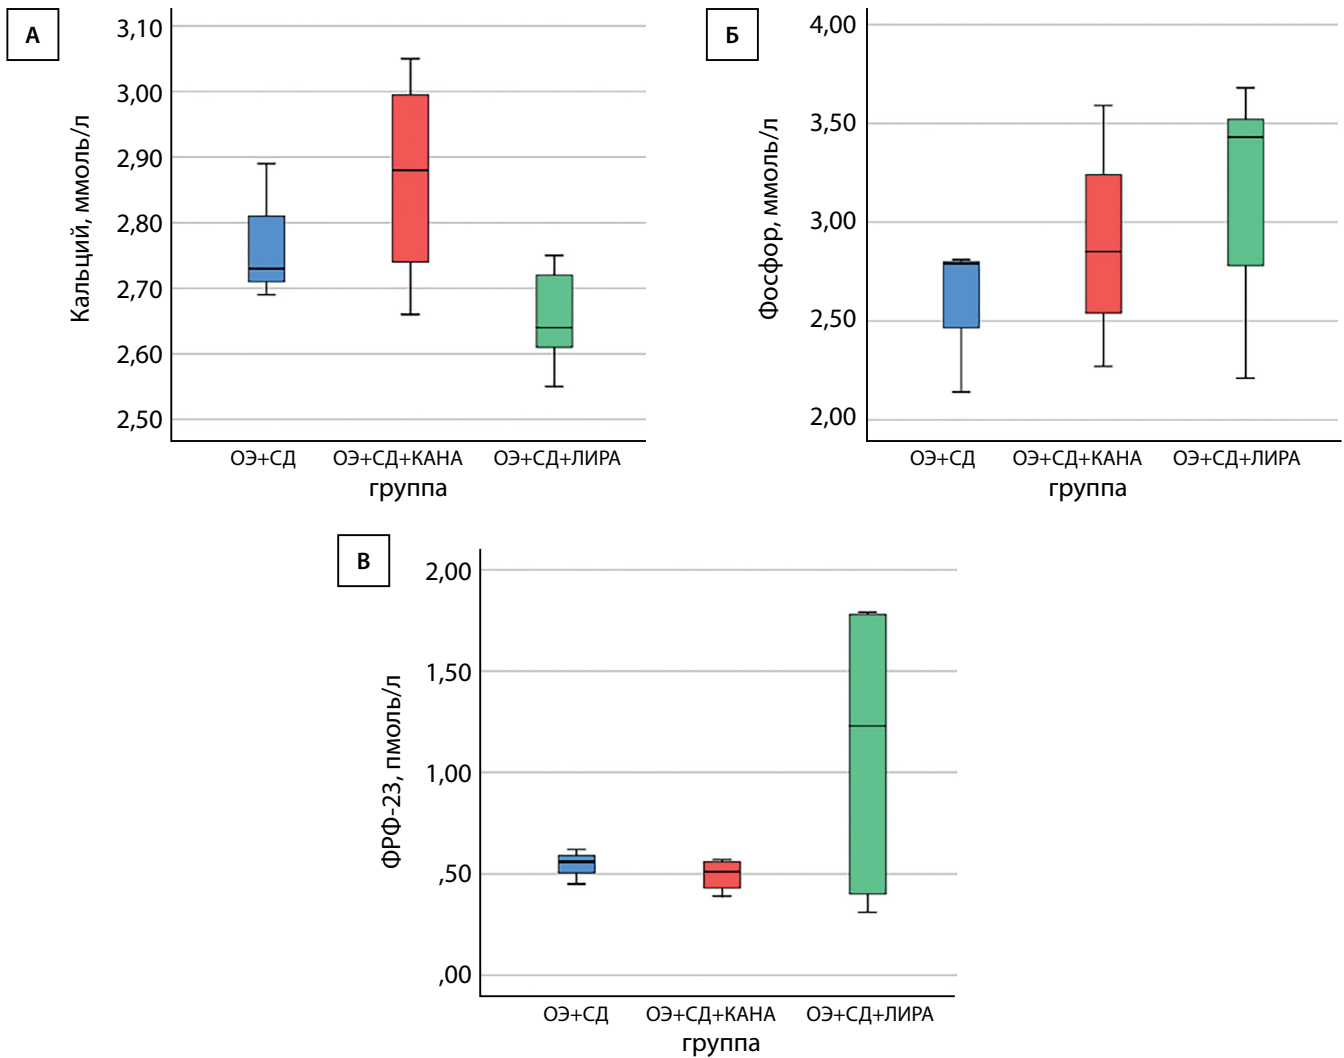 А
Кальций, ммоль/л
3,10
3,00
2,90
2,80
2,70
2,60
2,50
ОЭ+СД ОЭ+СД+КАНА ОЭ+СД+ЛИРА
группа
Б
Фосфор, ммоль/л
4,00
3,50
3,00
2,50
2,00
ОЭ+СД ОЭ+СД+КАНА ОЭ+СД+ЛИРА
группа
В
ФРФ-23, пмоль/л
2,00
1,50
1,00
,50
,00
ОЭ+СД ОЭ+СД+КАНА ОЭ+СД+ЛИРА
группа